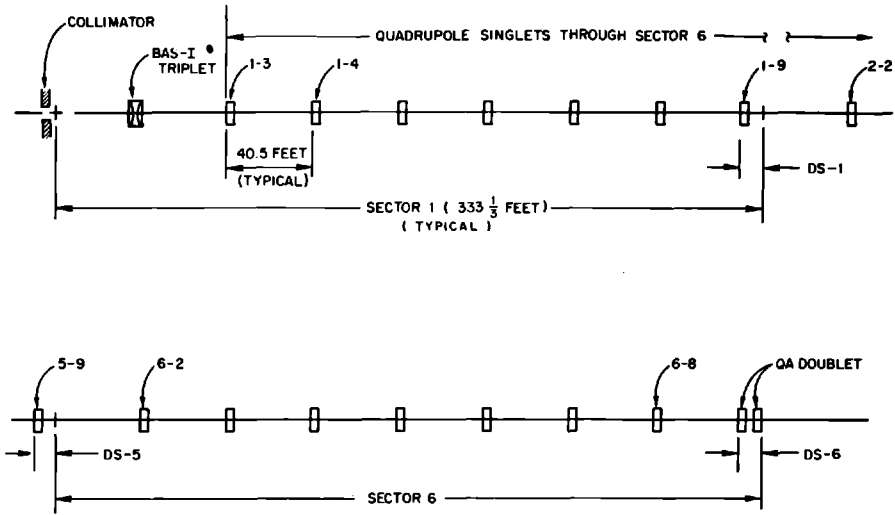 COLLIMATOR
BAS-I
TRIPLET
QUADRUPOLE SINGLETS THROUGH SECTOR 6
1-3
1-4
1-9
2-2
40.5 FEET
(TYPICAL)
DS-1
SECTOR 1 ( 333 1/3 FEET)
( TYPICAL )
5-9
6-2
6-8
QA DOUBLET
DS-5
DS-6
SECTOR 6